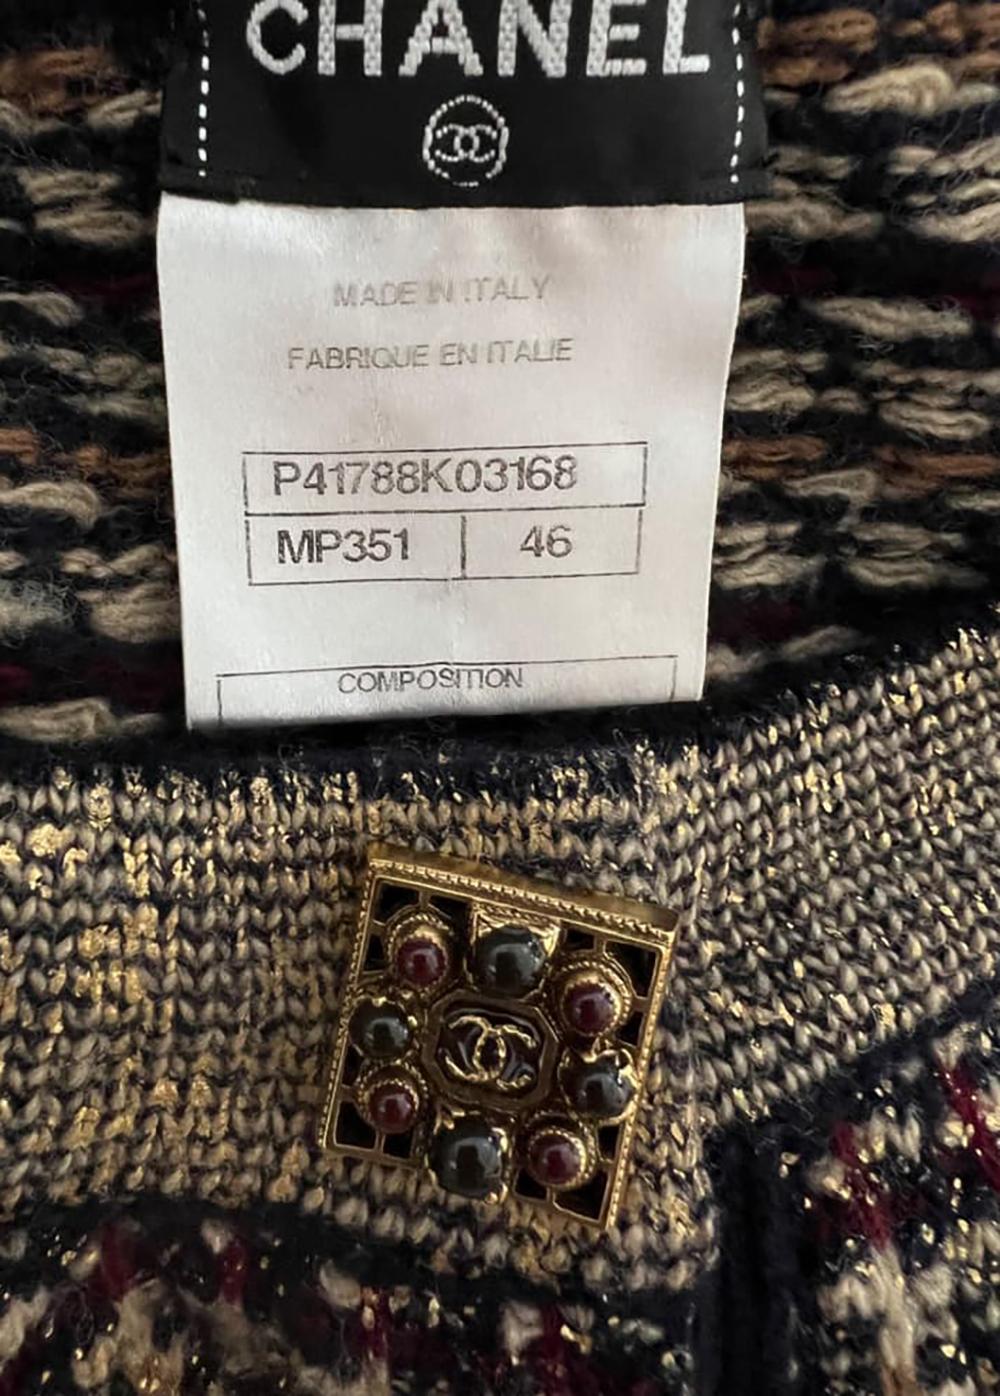 CHANEL
MADE IN ITALY
FABRIQUE EN ITALIE
P41788K03168
MP351 46
COMPOSITION